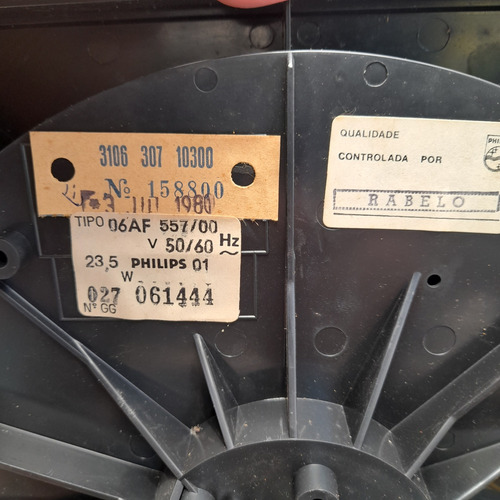 3106 307 10300
Nº 158800
3 JUN 1980
TIPO 06AF 557/00
V 50/60 Hz
23,5 PHILIPS 01
W
027 061444
Nº GG
QUALIDADE
CONTROLADA POR
RABELO